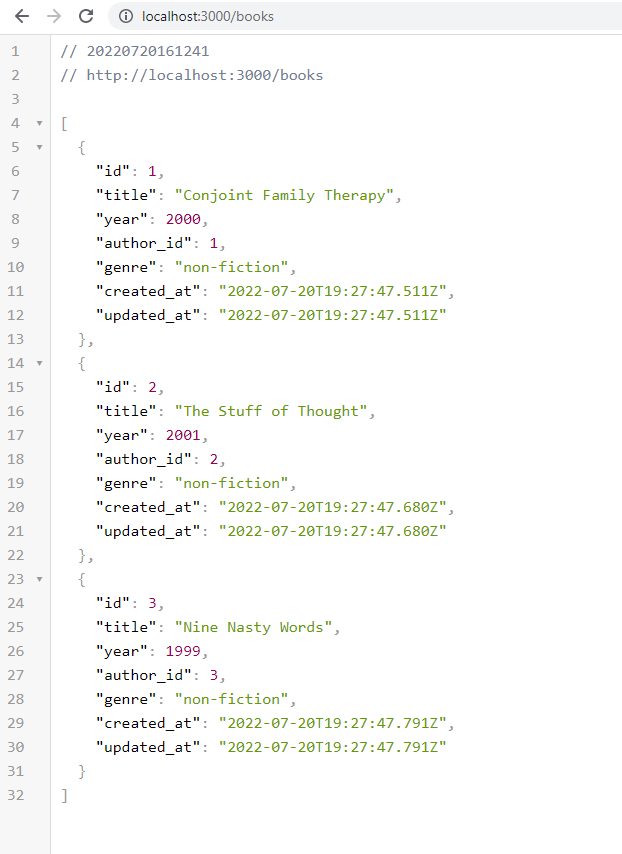 localhost:3000/books
1 // 20220720161241
2 // http://localhost:3000/books
3
4 [
5 {
6 "id": 1,
7 "title": "Conjoint Family Therapy",
8 "year": 2000,
9 "author_id": 1,
10 "genre": "non-fiction",
11 "created_at": "2022-07-20T19:27:47.511Z",
12 "updated_at": "2022-07-20T19:27:47.511Z"
13 },
14 {
15 "id": 2,
16 "title": "The Stuff of Thought",
17 "year": 2001,
18 "author_id": 2,
19 "genre": "non-fiction",
20 "created_at": "2022-07-20T19:27:47.680Z",
21 "updated_at": "2022-07-20T19:27:47.680Z"
22 },
23 {
24 "id": 3,
25 "title": "Nine Nasty Words",
26 "year": 1999,
27 "author_id": 3,
28 "genre": "non-fiction",
29 "created_at": "2022-07-20T19:27:47.791Z",
30 "updated_at": "2022-07-20T19:27:47.791Z"
31 }
32 ]